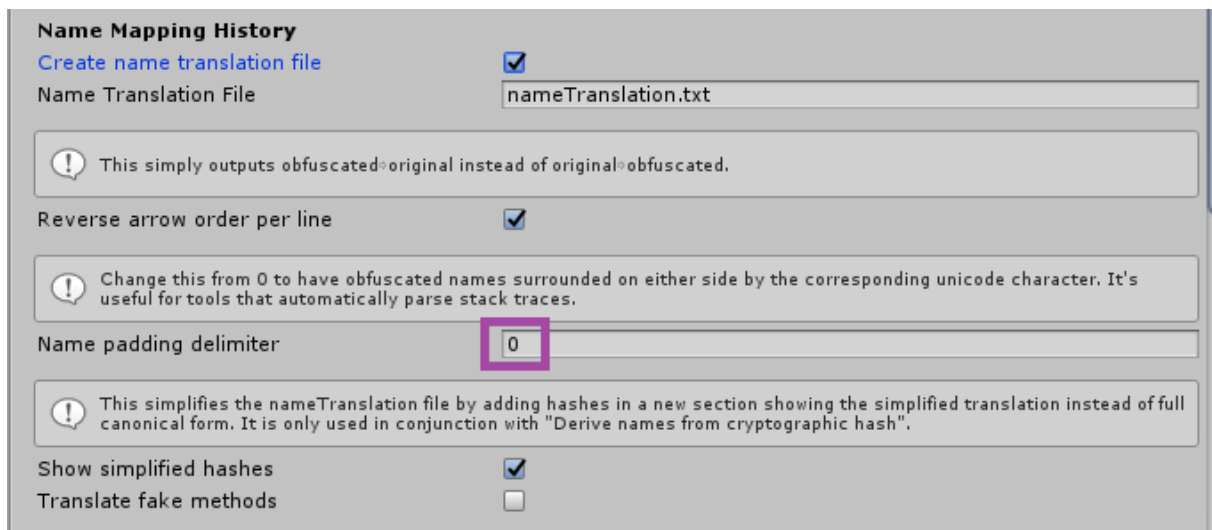 Name Mapping History
Create name translation file
Name Translation File nameTranslation.txt
This simply outputs obfuscated⇨original instead of original⇨obfuscated.
Reverse arrow order per line
Change this from 0 to have obfuscated names surrounded on either side by the corresponding unicode character. It's
useful for tools that automatically parse stack traces.
Name padding delimiter 0
This simplifies the nameTranslation file by adding hashes in a new section showing the simplified translation instead of full
canonical form. It is only used in conjunction with "Derive names from cryptographic hash".
Show simplified hashes
Translate fake methods